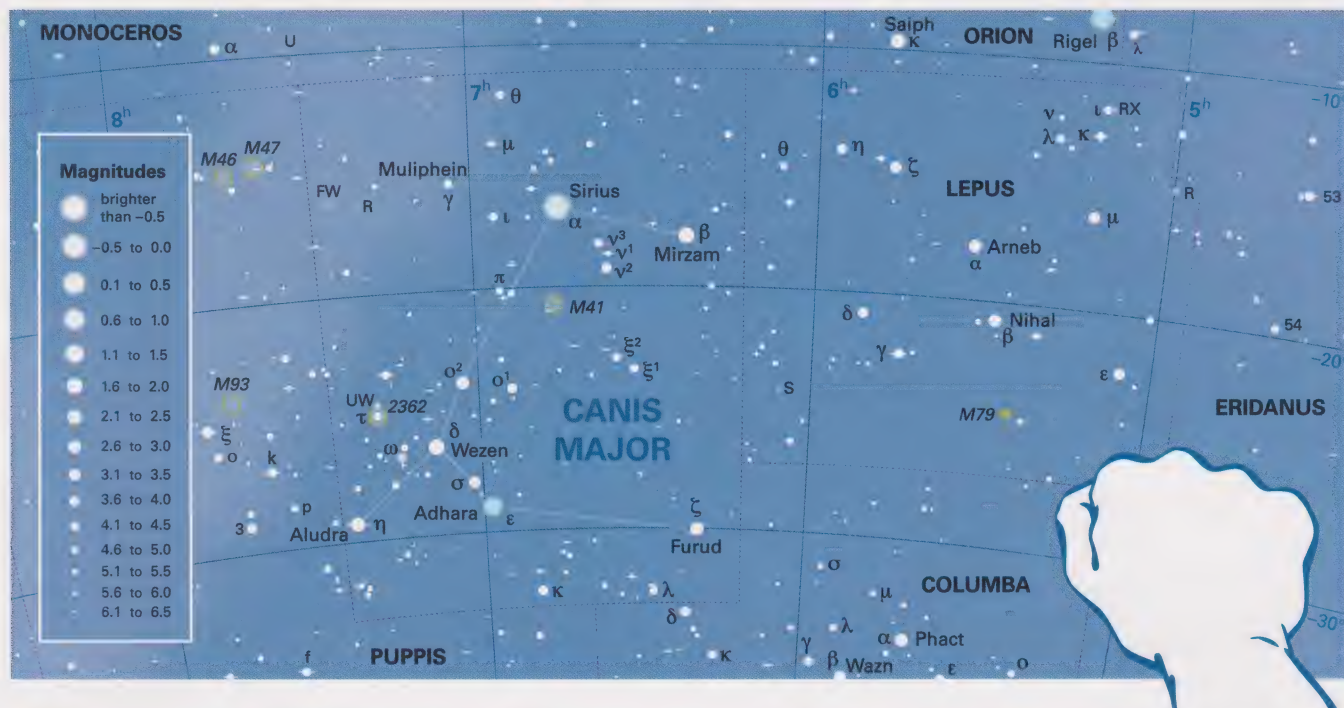 MONOCEROS
α
U
Saiph
κ
ORION
Rigel β
λ
8h
7h
θ
6h
5h
-10°
ν
ι RX
λ κ
Magnitudes
brighter
than −0.5
−0.5 to 0.0
0.1 to 0.5
0.6 to 1.0
1.1 to 1.5
1.6 to 2.0
2.1 to 2.5
2.6 to 3.0
3.1 to 3.5
3.6 to 4.0
4.1 to 4.5
4.6 to 5.0
5.1 to 5.5
5.6 to 6.0
6.1 to 6.5
M46
M47
μ
Muliphein
γ
FW
R
θ
η
ζ
LEPUS
R
53
Sirius
α
ι
β
Mirzam
ν3
ν1
ν2
μ
Arneb
α
π
M41
δ
Nihal
β
54
-20°
γ
ξ2
ξ1
ο2
ο1
S
ε
M93
UW
τ
2362
CANIS
MAJOR
M79
ERIDANUS
ξ
ο
k
ω
δ
Wezen
σ
p
3
Aludra
η
Adhara
ε
ζ
Furud
κ
λ
δ
κ
σ
COLUMBA
μ
-30°
λ
α Phact
γ
β Wazn
ε
ο
f
PUPPIS